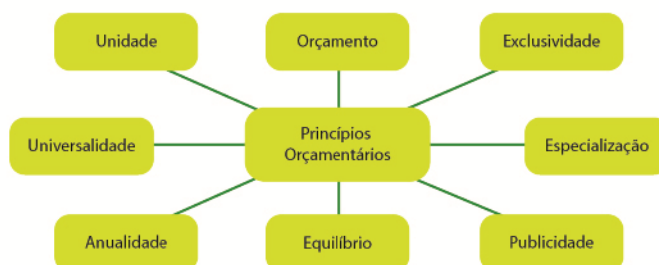 Unidade
Orçamento
Exclusividade
Universalidade
Princípios
Orçamentários
Especialização
Anualidade
Equilíbrio
Publicidade